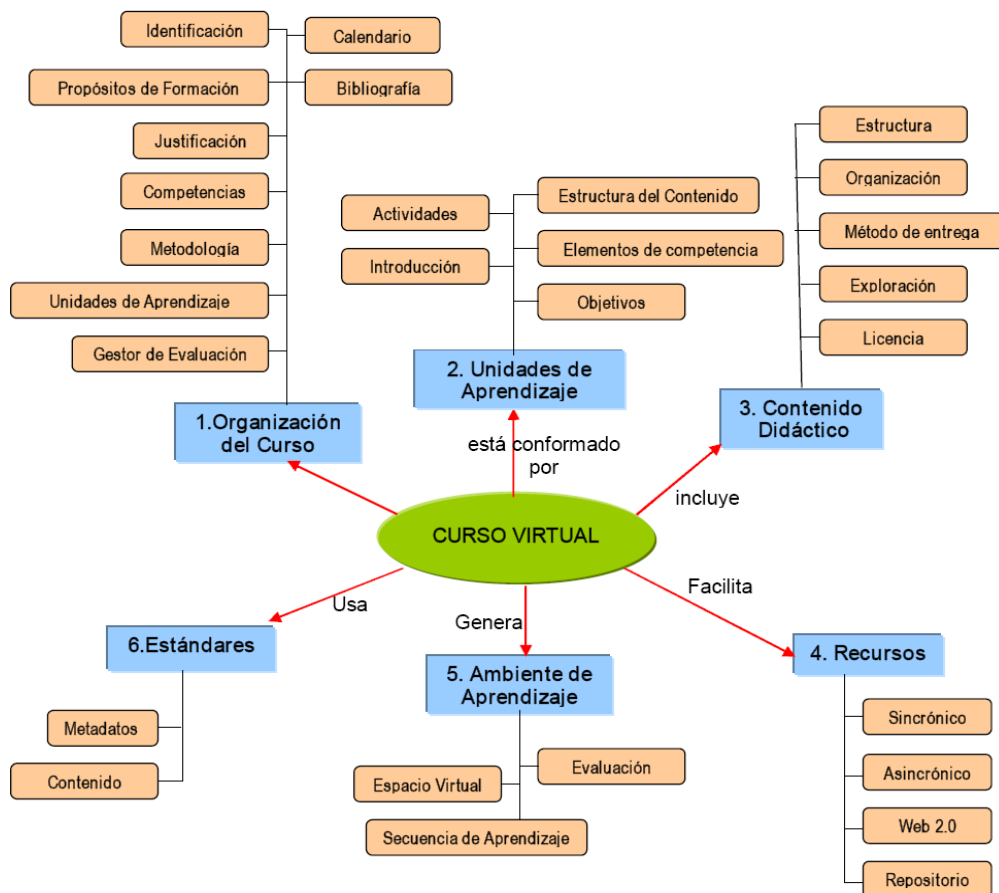 Identificación
Calendario
Propósitos de Formación
Bibliografía
Justificación
Competencias
Metodología
Unidades de Aprendizaje
Gestor de Evaluación
1.Organización
del Curso
Actividades
Estructura del Contenido
Introducción
Elementos de competencia
Objetivos
2. Unidades de
Aprendizaje
Estructura
Organización
Método de entrega
Exploración
Licencia
3. Contenido
Didáctico
está conformado
por
incluye
CURSO VIRTUAL
Usa
Genera
Facilita
6.Estándares
Metadatos
Contenido
5. Ambiente de
Aprendizaje
Evaluación
Espacio Virtual
Secuencia de Aprendizaje
4. Recursos
Sincrónico
Asincrónico
Web 2.0
Repositorio